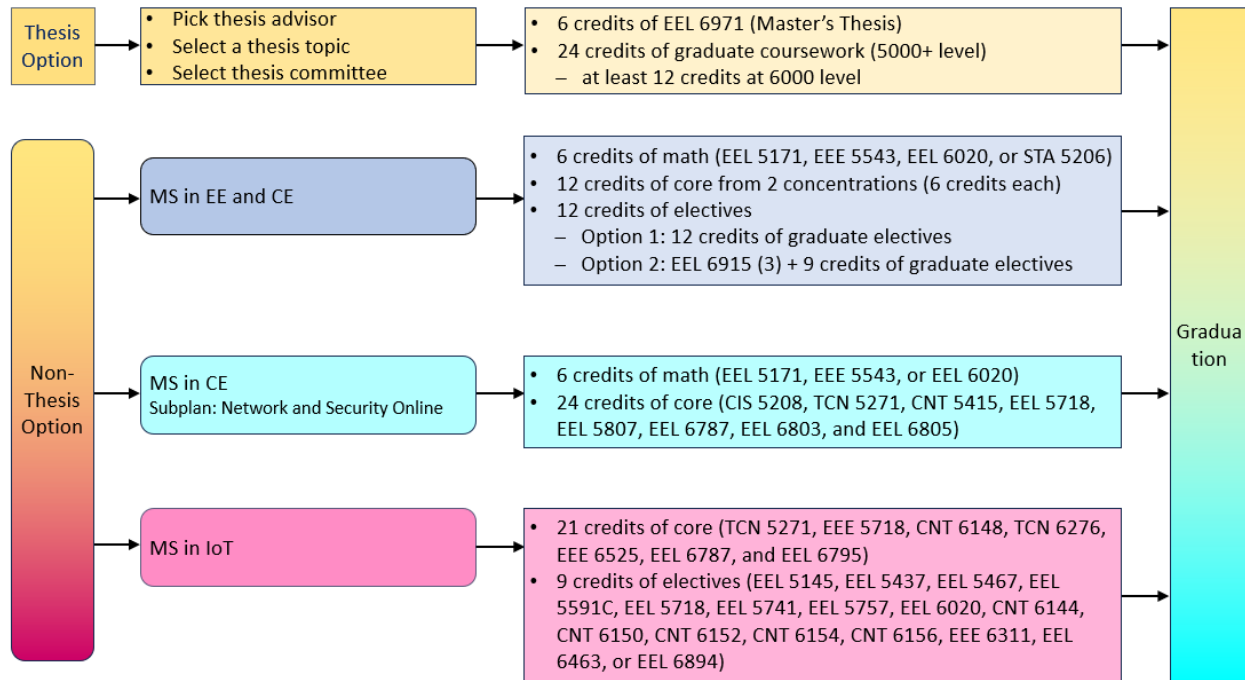 Thesis
Option
• Pick thesis advisor
• Select a thesis topic
• Select thesis committee
• 6 credits of EEL 6971 (Master’s Thesis)
• 24 credits of graduate coursework (5000+ level)
– at least 12 credits at 6000 level
Non-
Thesis
Option
MS in EE and CE
• 6 credits of math (EEL 5171, EEE 5543, EEL 6020, or STA 5206)
• 12 credits of core from 2 concentrations (6 credits each)
• 12 credits of electives
– Option 1: 12 credits of graduate electives
– Option 2: EEL 6915 (3) + 9 credits of graduate electives
MS in CE
Subplan: Network and Security Online
• 6 credits of math (EEL 5171, EEE 5543, or EEL 6020)
• 24 credits of core (CIS 5208, TCN 5271, CNT 5415, EEL 5718,
EEL 5807, EEL 6787, EEL 6803, and EEL 6805)
MS in IoT
• 21 credits of core (TCN 5271, EEE 5718, CNT 6148, TCN 6276,
EEE 6525, EEL 6787, and EEL 6795)
• 9 credits of electives (EEL 5145, EEL 5437, EEL 5467, EEL
5591C, EEL 5718, EEL 5741, EEL 5757, EEL 6020, CNT 6144,
CNT 6150, CNT 6152, CNT 6154, CNT 6156, EEE 6311, EEL
6463, or EEL 6894)
Gradua
tion